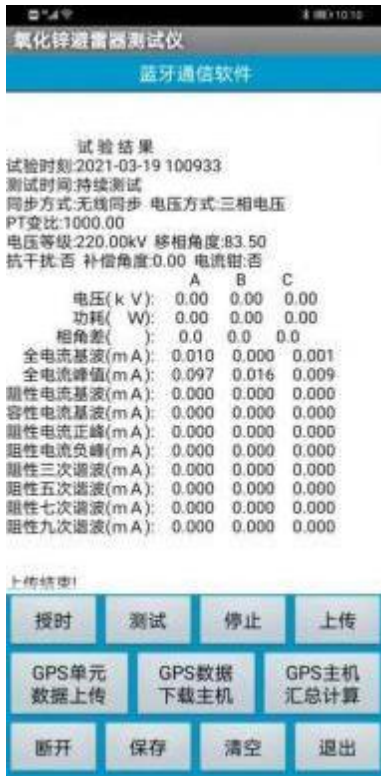 10:10
氧化锌避雷器测试仪
蓝牙通信软件
试验结果
试验时刻:2021-03-19 100933
测试时间:持续测试
同步方式:无线同步 电压方式:三相电压
PT变比:1000.00
电压等级:220.00kV 移相角度:83.50
抗干扰:否 补偿角度:0.00 电流钳:否
A B C
电压(kV): 0.00 0.00 0.00
功耗( W): 0.00 0.00 0.00
相角差( ): 0.0 0.0 0.0
全电流基波(mA): 0.010 0.000 0.001
全电流峰值(mA): 0.097 0.016 0.009
阻性电流基波(mA): 0.000 0.000 0.000
容性电流基波(mA): 0.000 0.000 0.000
阻性电流正峰(mA): 0.000 0.000 0.000
阻性电流负峰(mA): 0.000 0.000 0.000
阻性三次谐波(mA): 0.000 0.000 0.000
阻性五次谐波(mA): 0.000 0.000 0.000
阻性七次谐波(mA): 0.000 0.000 0.000
阻性九次谐波(mA): 0.000 0.000 0.000
上传结束!
授时 测试 停止 上传
GPS单元 GPS数据 GPS主机
数据上传 下载主机 汇总计算
断开 保存 清空 退出